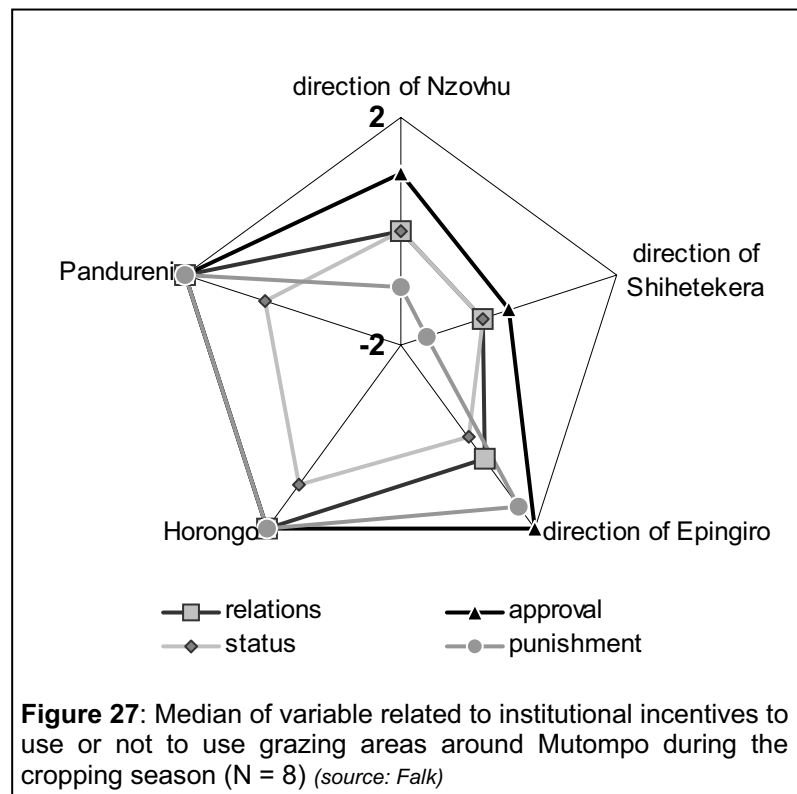 direction of Nzovhu
2
direction of
Shihetekera
Pandureni
-2
Horongo
direction of Epingiro
relations
approval
status
punishment
Figure 27: Median of variable related to institutional incentives to
use or not to use grazing areas around Mutompo during the
cropping season (N = 8) (source: Falk)